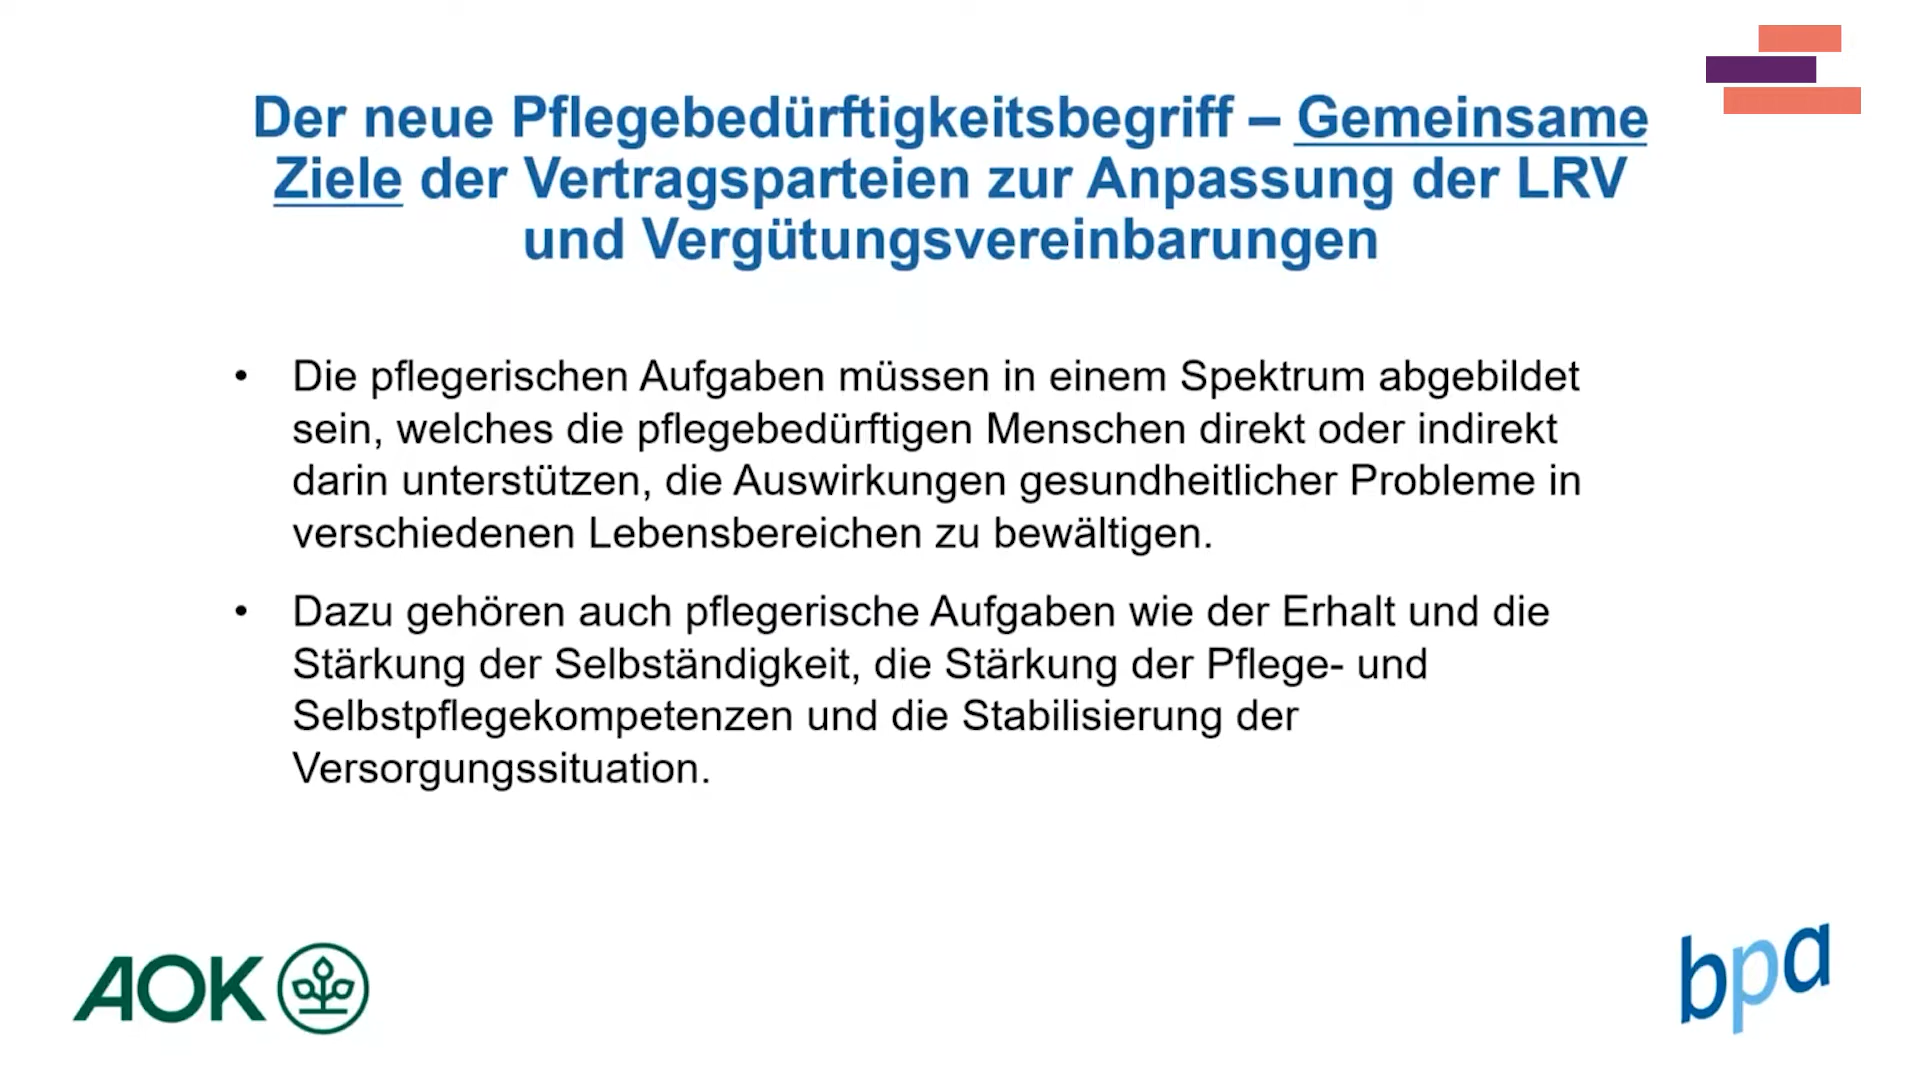 Der neue Pflegebedürftigkeitsbegriff – Gemeinsame
Ziele der Vertragsparteien zur Anpassung der LRV
und Vergütungsvereinbarungen
• Die pflegerischen Aufgaben müssen in einem Spektrum abgebildet
sein, welches die pflegebedürftigen Menschen direkt oder indirekt
darin unterstützen, die Auswirkungen gesundheitlicher Probleme in
verschiedenen Lebensbereichen zu bewältigen.
• Dazu gehören auch pflegerische Aufgaben wie der Erhalt und die
Stärkung der Selbständigkeit, die Stärkung der Pflege- und
Selbstpflegekompetenzen und die Stabilisierung der
Versorgungssituation.
AOK
bpa